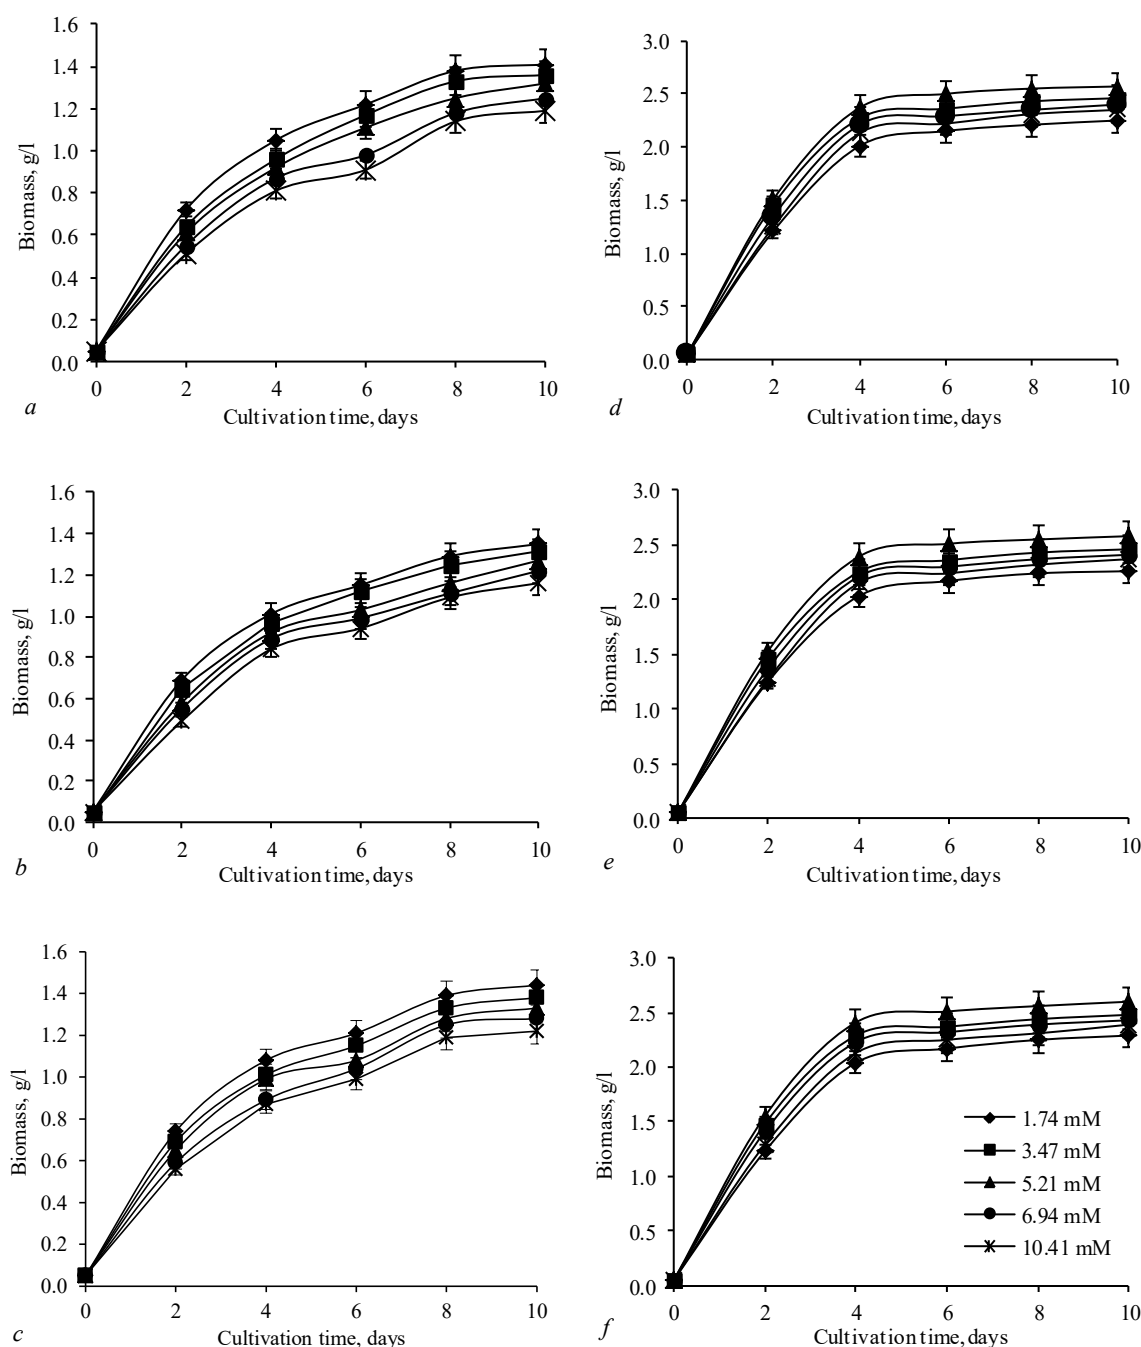 1.6
1.4
1.2
1.0
0.8
0.6
0.4
0.2
0.0
Biomass, g/l
0 2 4 6 8 10
Cultivation time, days
a
3.0
2.5
2.0
1.5
1.0
0.5
0.0
Biomass, g/l
0 2 4 6 8 10
Cultivation time, days
d
1.6
1.4
1.2
1.0
0.8
0.6
0.4
0.2
0.0
Biomass, g/l
0 2 4 6 8 10
Cultivation time, days
b
3.0
2.5
2.0
1.5
1.0
0.5
0.0
Biomass, g/l
0 2 4 6 8 10
Cultivation time, days
e
1.6
1.4
1.2
1.0
0.8
0.6
0.4
0.2
0.0
Biomass, g/l
0 2 4 6 8 10
Cultivation time, days
c
3.0
2.5
2.0
1.5
1.0
0.5
0.0
Biomass, g/l
1.74 mM
3.47 mM
5.21 mM
6.94 mM
10.41 mM
0 2 4 6 8 10
Cultivation time, days
f